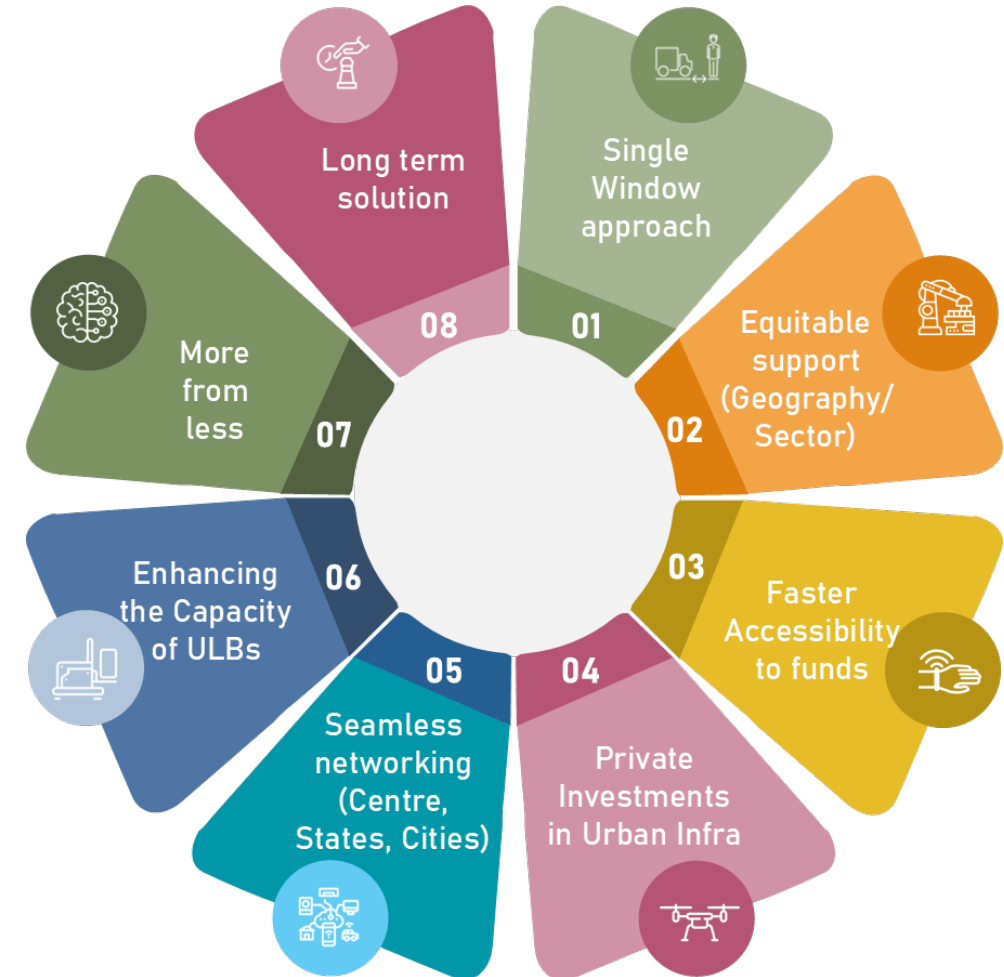 01
Single
Window
approach
02
Equitable
support
(Geography/
Sector)
03
Faster
Accessibility
to funds
04
Private
Investments
in Urban Infra
05
Seamless
networking
(Centre,
States, Cities)
06
Enhancing
the Capacity
of ULBs
07
More
from
less
08
Long term
solution